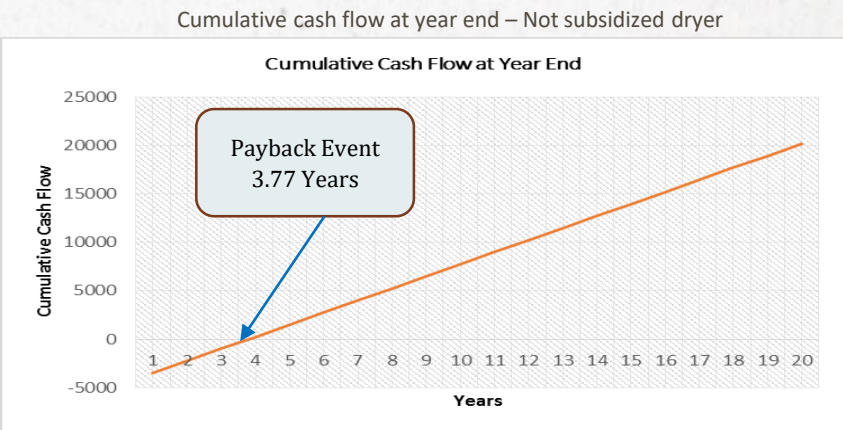 Cumulative cash flow at year end – Not subsidized dryer
Cumulative Cash Flow at Year End
25000
20000
15000
10000
5000
0
-5000
Cumulative Cash Flow
Payback Event
3.77 Years
1 2 3 4 5 6 7 8 9 10 11 12 13 14 15 16 17 18 19 20
Years